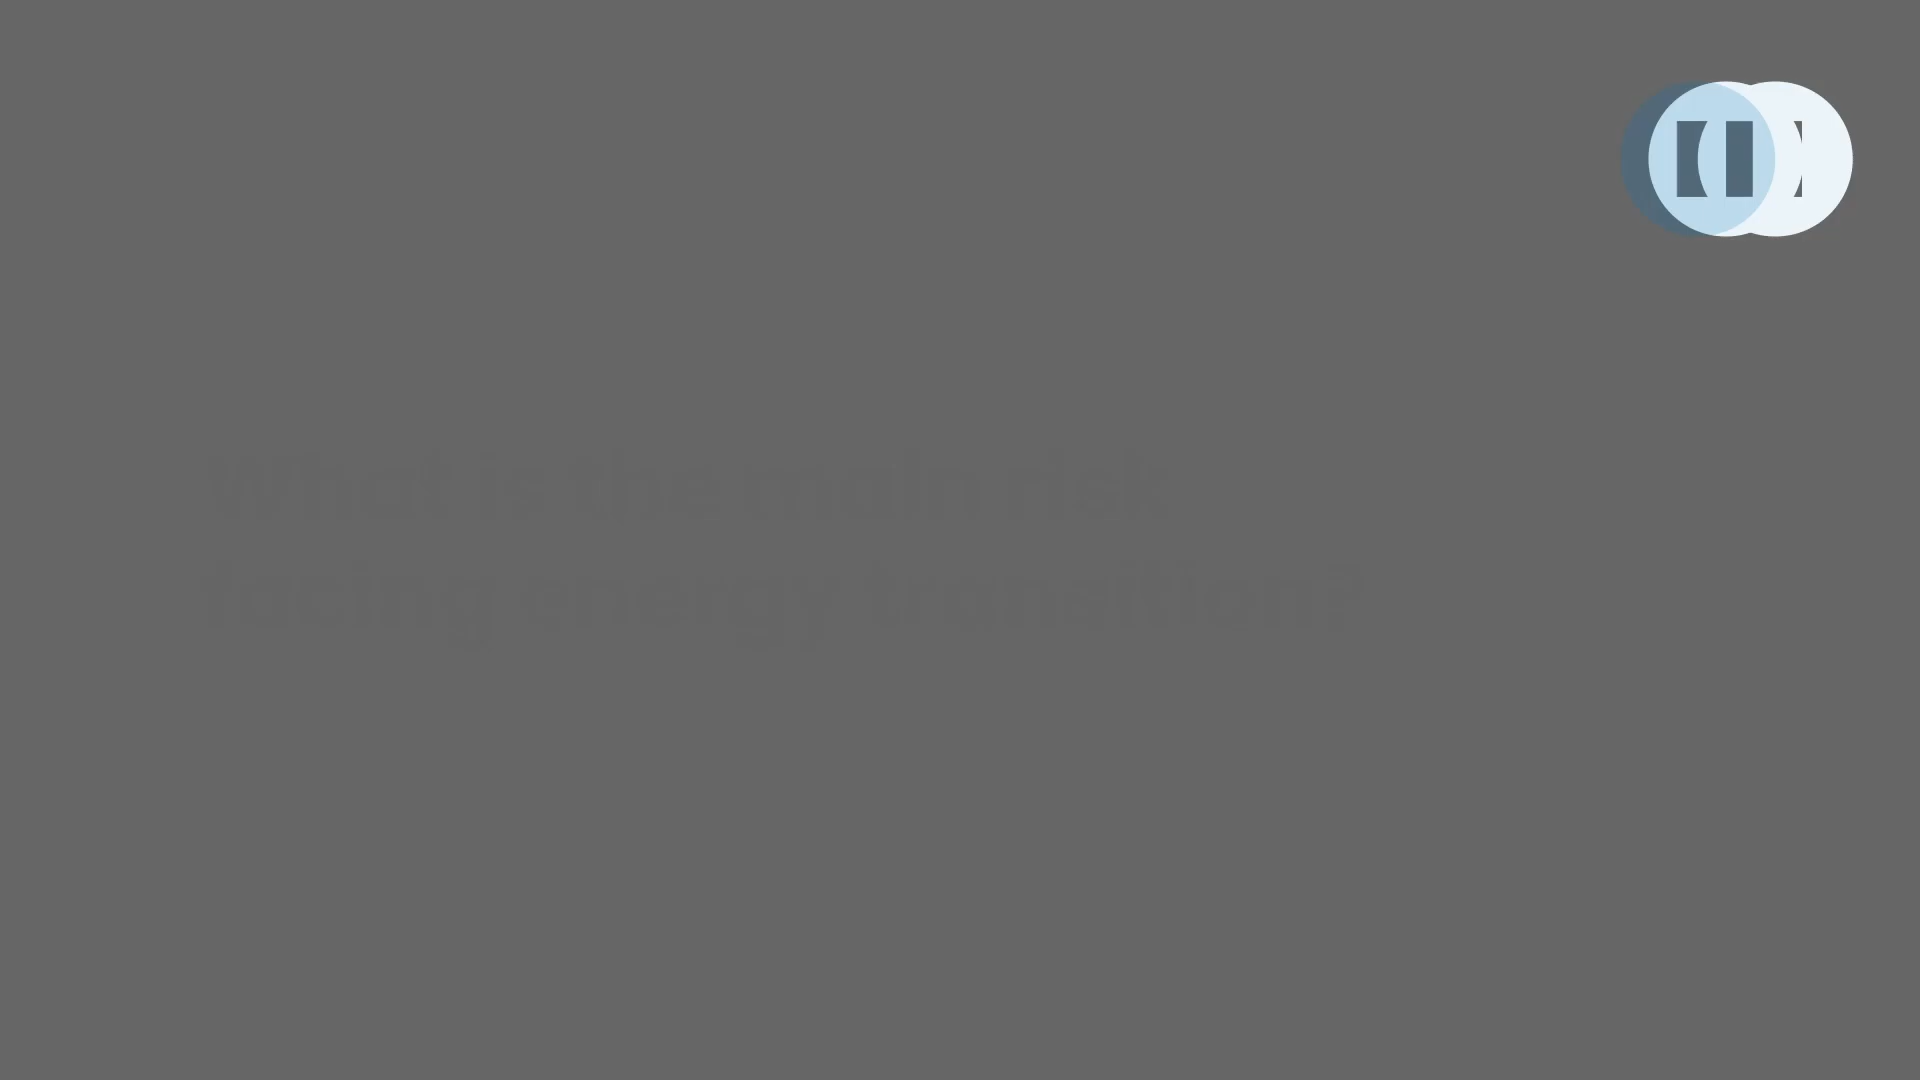 What is the main risk
facing energy transition?